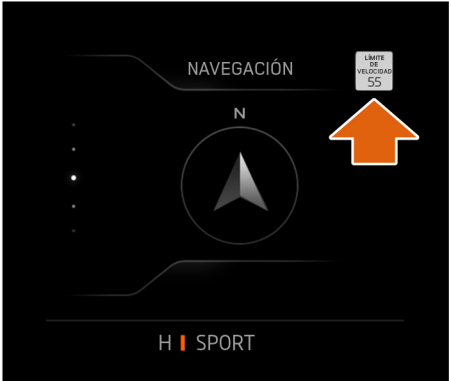 NAVEGACIÓN
LÍMITE
DE
VELOCIDAD
55
N
H SPORT